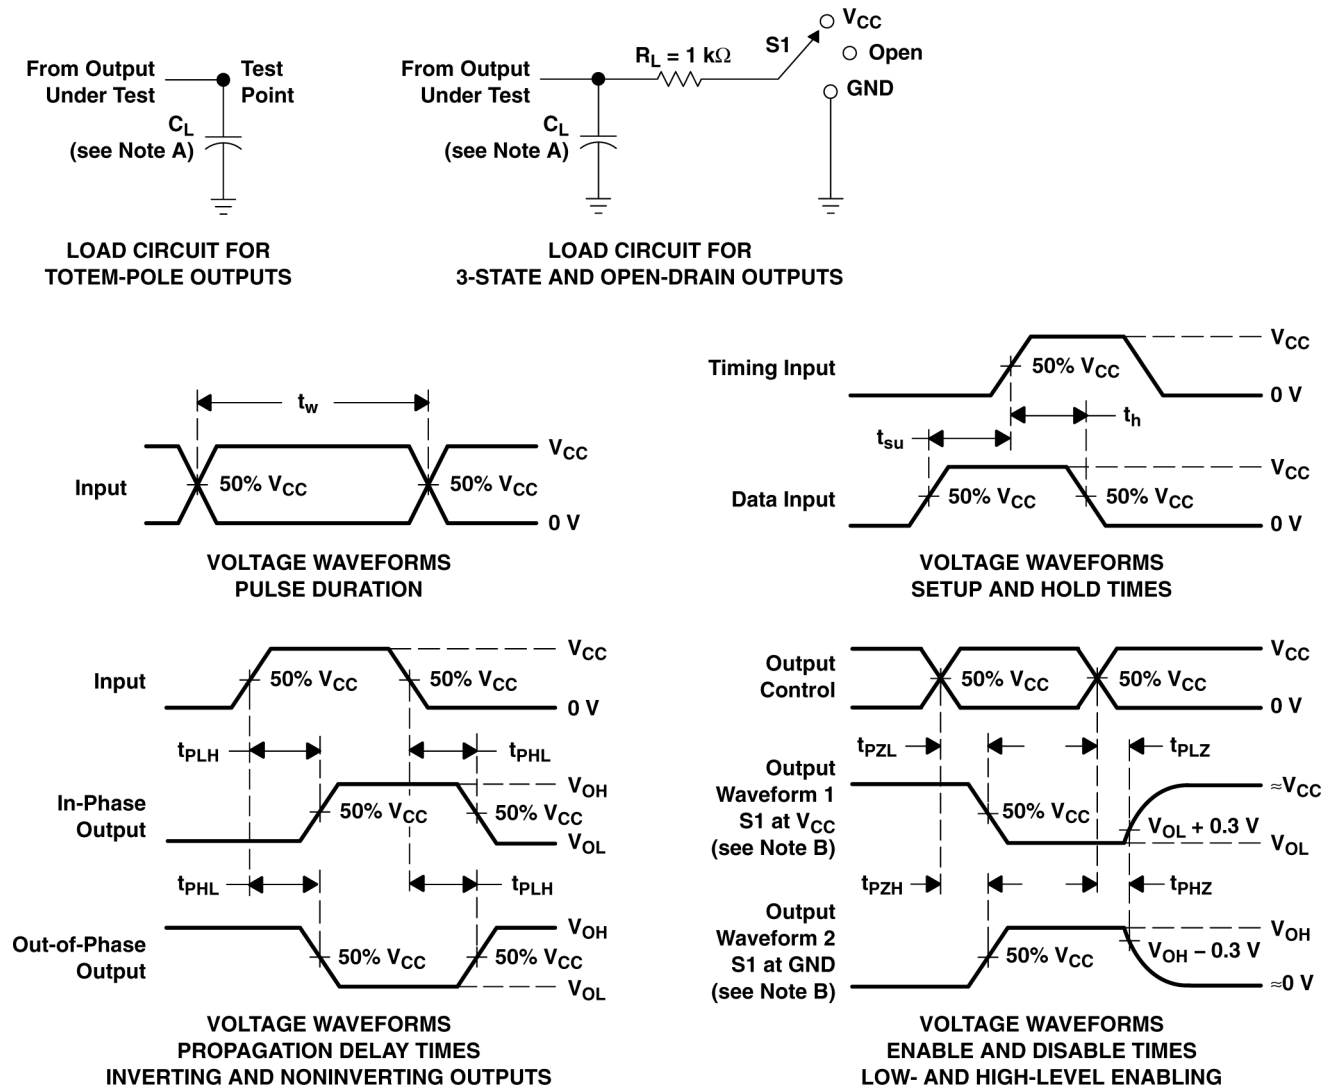 From Output
Under Test
Test
Point
CL
(see Note A)
LOAD CIRCUIT FOR
TOTEM-POLE OUTPUTS
From Output
Under Test
RL = 1 kΩ
S1
VCC
Open
GND
CL
(see Note A)
LOAD CIRCUIT FOR
3-STATE AND OPEN-DRAIN OUTPUTS
tw
Input
50% VCC
50% VCC
VCC
0 V
VOLTAGE WAVEFORMS
PULSE DURATION
Timing Input
50% VCC
VCC
0 V
th
tsu
Data Input
50% VCC
50% VCC
VCC
0 V
VOLTAGE WAVEFORMS
SETUP AND HOLD TIMES
Input
50% VCC
50% VCC
VCC
0 V
tPLH
tPHL
In-Phase
Output
50% VCC
50% VCC
VOH
VOL
tPHL
tPLH
Out-of-Phase
Output
50% VCC
50% VCC
VOH
VOL
VOLTAGE WAVEFORMS
PROPAGATION DELAY TIMES
INVERTING AND NONINVERTING OUTPUTS
Output
Control
50% VCC
50% VCC
VCC
0 V
tPZL
tPLZ
Output
Waveform 1
S1 at VCC
(see Note B)
50% VCC
VOL + 0.3 V
≈VCC
VOL
tPZH
tPHZ
Output
Waveform 2
S1 at GND
(see Note B)
50% VCC
VOH − 0.3 V
VOH
≈0 V
VOLTAGE WAVEFORMS
ENABLE AND DISABLE TIMES
LOW- AND HIGH-LEVEL ENABLING